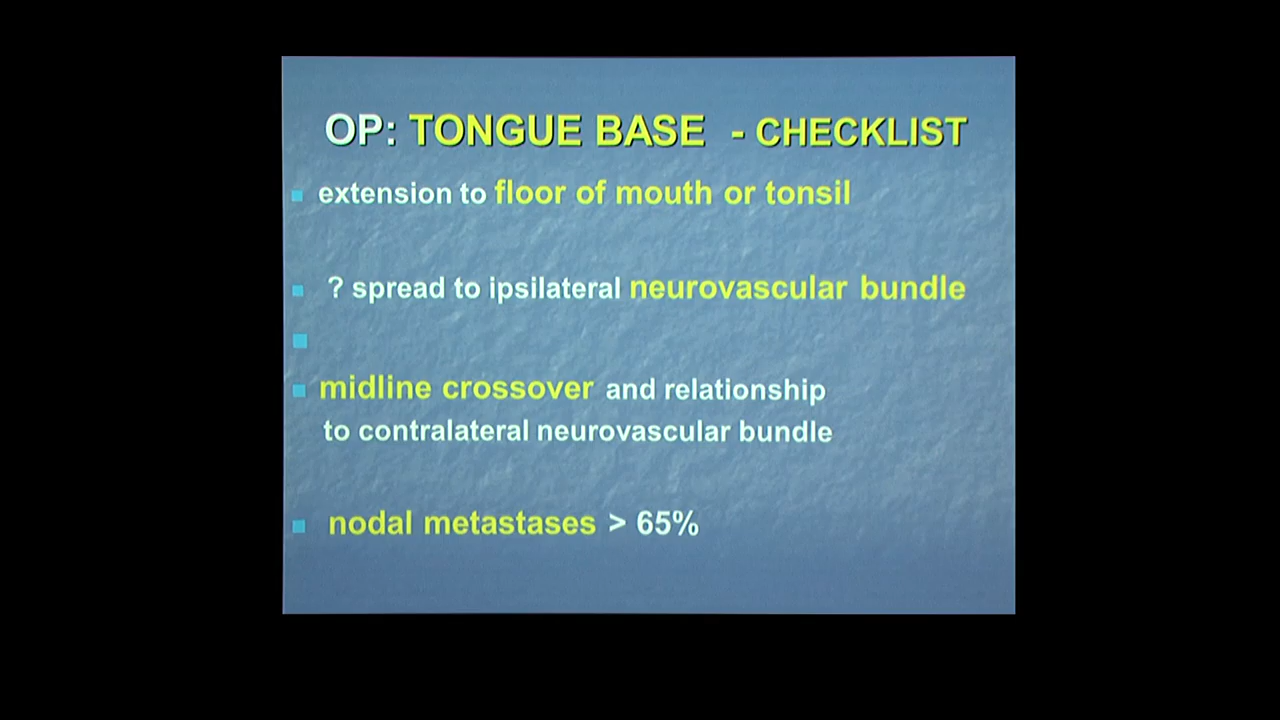 OP: TONGUE BASE - CHECKLIST
extension to floor of mouth or tonsil
? spread to ipsilateral neurovascular bundle
midline crossover and relationship
to contralateral neurovascular bundle
nodal metastases > 65%